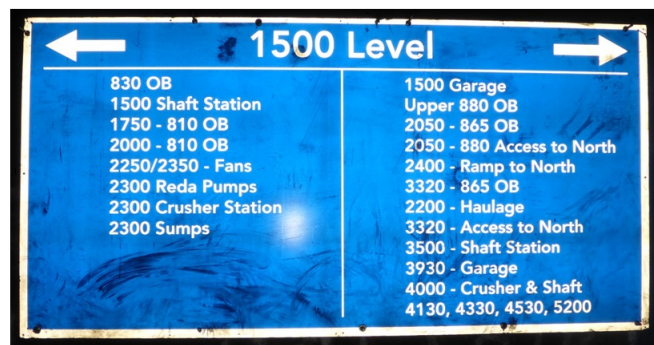 1500 Level
830 OB
1500 Shaft Station
1750 - 810 OB
2000 - 810 OB
2250/2350 - Fans
2300 Reda Pumps
2300 Crusher Station
2300 Sumps
1500 Garage
Upper 880 OB
2050 - 865 OB
2050 - 880 Access to North
2400 - Ramp to North
3320 - 865 OB
2200 - Haulage
3320 - Access to North
3500 - Shaft Station
3930 - Garage
4000 - Crusher & Shaft
4130, 4330, 4530, 5200